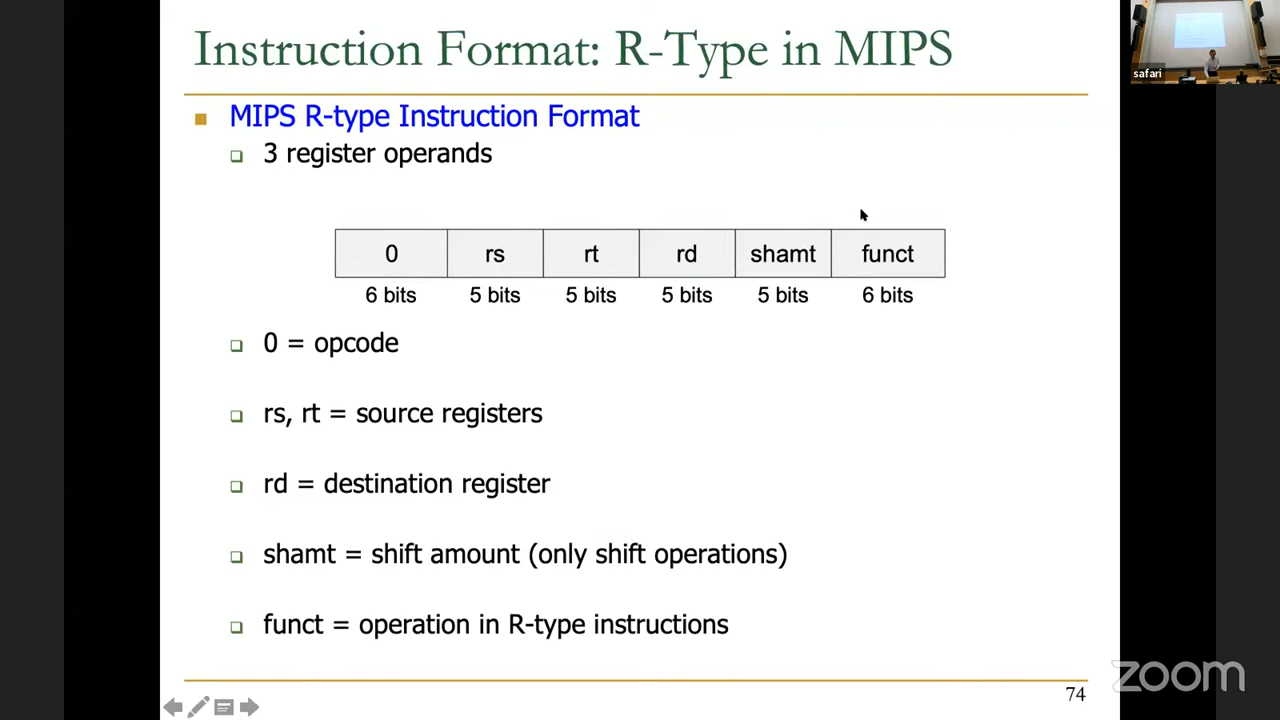 Instruction Format: R-Type in MIPS
safari
MIPS R-type Instruction Format
3 register operands
0 rs rt rd shamt funct
6 bits 5 bits 5 bits 5 bits 5 bits 6 bits
0 = opcode
rs, rt = source registers
rd = destination register
shamt = shift amount (only shift operations)
funct = operation in R-type instructions
zoom
74